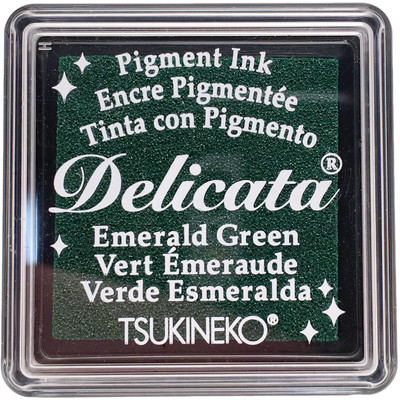 Pigment Ink
Encre Pigmentée
Tinta con Pigmento
Delicata®
Emerald Green
Vert Émeraude
Verde Esmeralda
TSUKINEKO®